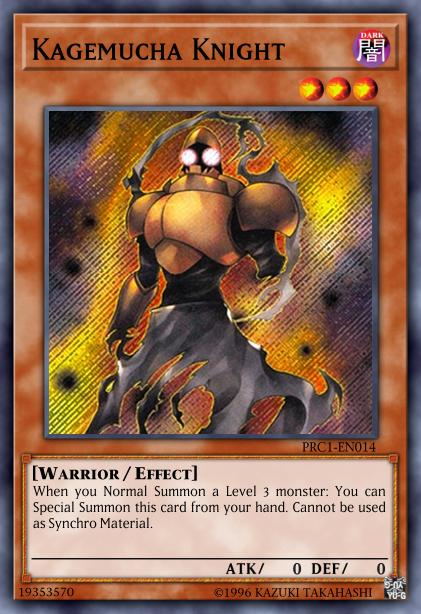 Kagemucha Knight
DARK
闇
PRC1-EN014
[Warrior / Effect]
When you Normal Summon a Level 3 monster: You can
Special Summon this card from your hand. Cannot be used
as Synchro Material.
ATK/ 0 DEF/ 0
19353570
©1996 KAZUKI TAKAHASHI